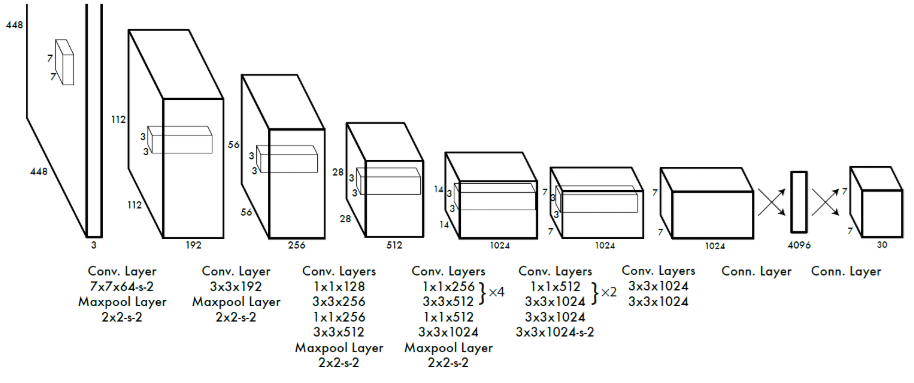 448
7
7
448
3
112
3
3
112
192
56
3
3
56
256
28
3
3
28
512
14
3
3
14
1024
7
3
3
7
1024
7
7
1024
4096
7
7
30
Conv. Layer
7x7x64-s-2
Maxpool Layer
2x2-s-2
Conv. Layer
3x3x192
Maxpool Layer
2x2-s-2
Conv. Layers
1x1x128
3x3x256
1x1x256
3x3x512
Maxpool Layer
2x2-s-2
Conv. Layers
1x1x256
3x3x512
}×4
1x1x512
3x3x1024
Maxpool Layer
2x2-s-2
Conv. Layers
1x1x512
3x3x1024
}×2
3x3x1024
3x3x1024-s-2
Conv. Layers
3x3x1024
3x3x1024
Conn. Layer
Conn. Layer